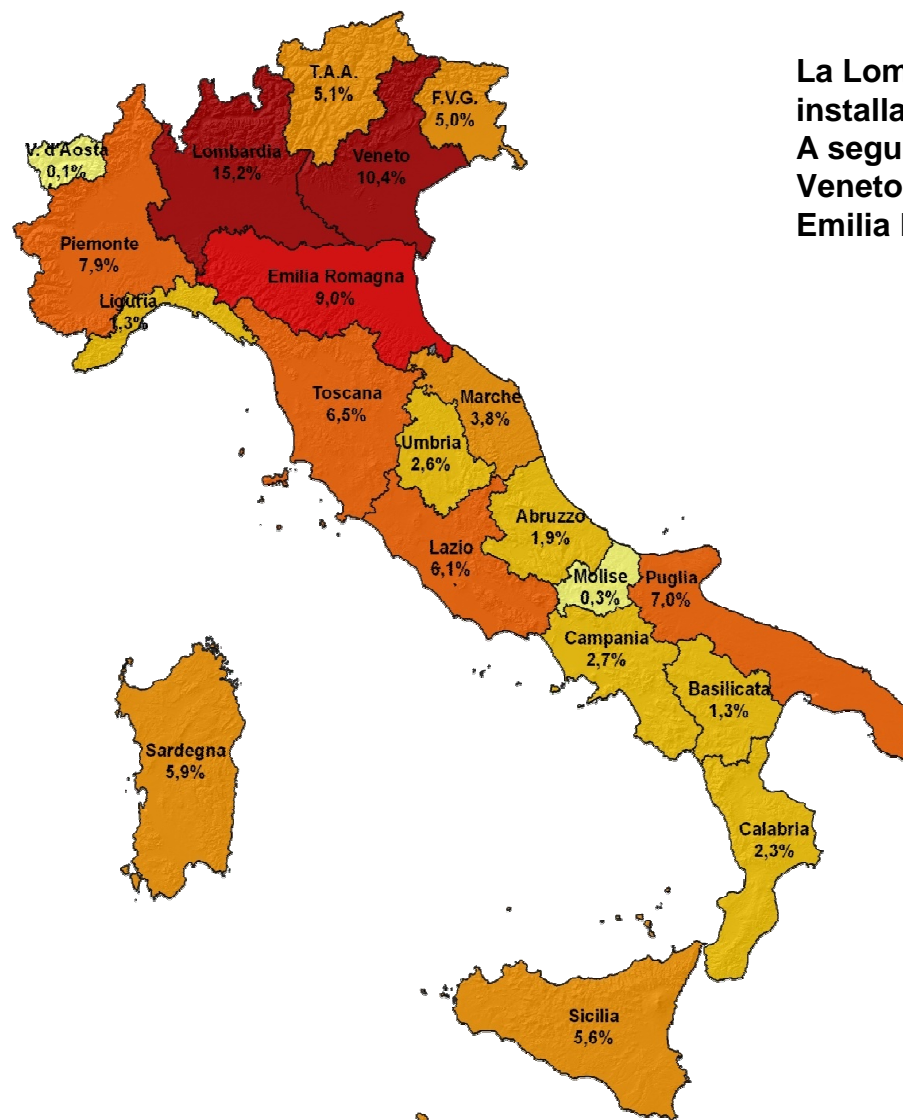 La Lom
installa
A segu
Veneto
Emilia
T.A.A.
5,1%
F.V.G.
5,0%
V. d'Aosta
0,1%
Lombardia
15,2%
Veneto
10,4%
Piemonte
7,9%
Emilia Romagna
9,0%
Liguria
1,3%
Toscana
6,5%
Marche
3,8%
Umbria
2,6%
Abruzzo
1,9%
Lazio
6,1%
Molise
0,3%
Puglia
7,0%
Campania
2,7%
Basilicata
1,3%
Sardegna
5,9%
Calabria
2,3%
Sicilia
5,6%